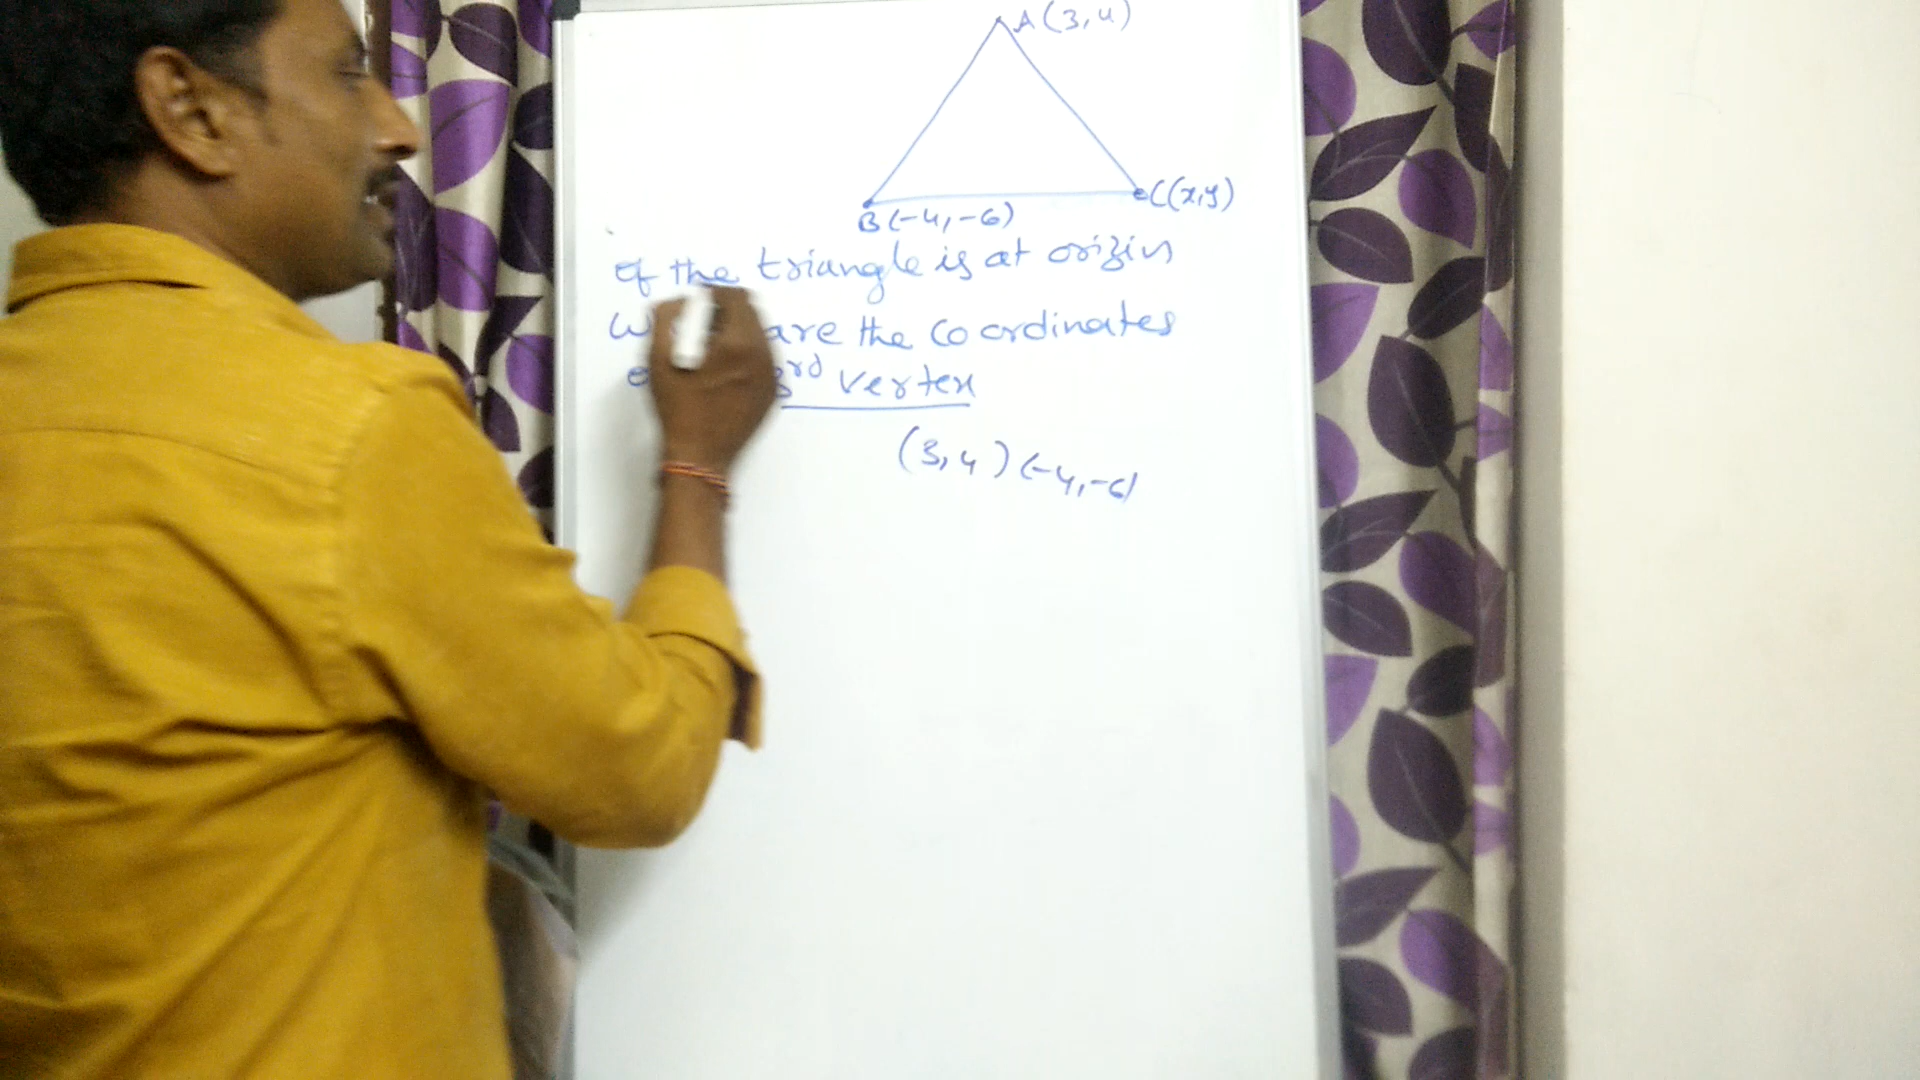 A(3,4)
C(x,y)
B(-4,-6)
of the triangle is at origin
are the coordinates
3rd vertex
(3,4) (-4,-6)